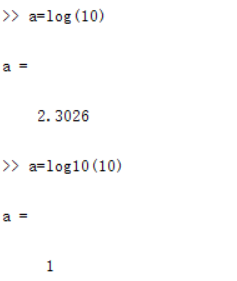 >> a=log(10)
a =
2.3026
>> a=log10(10)
a =
1